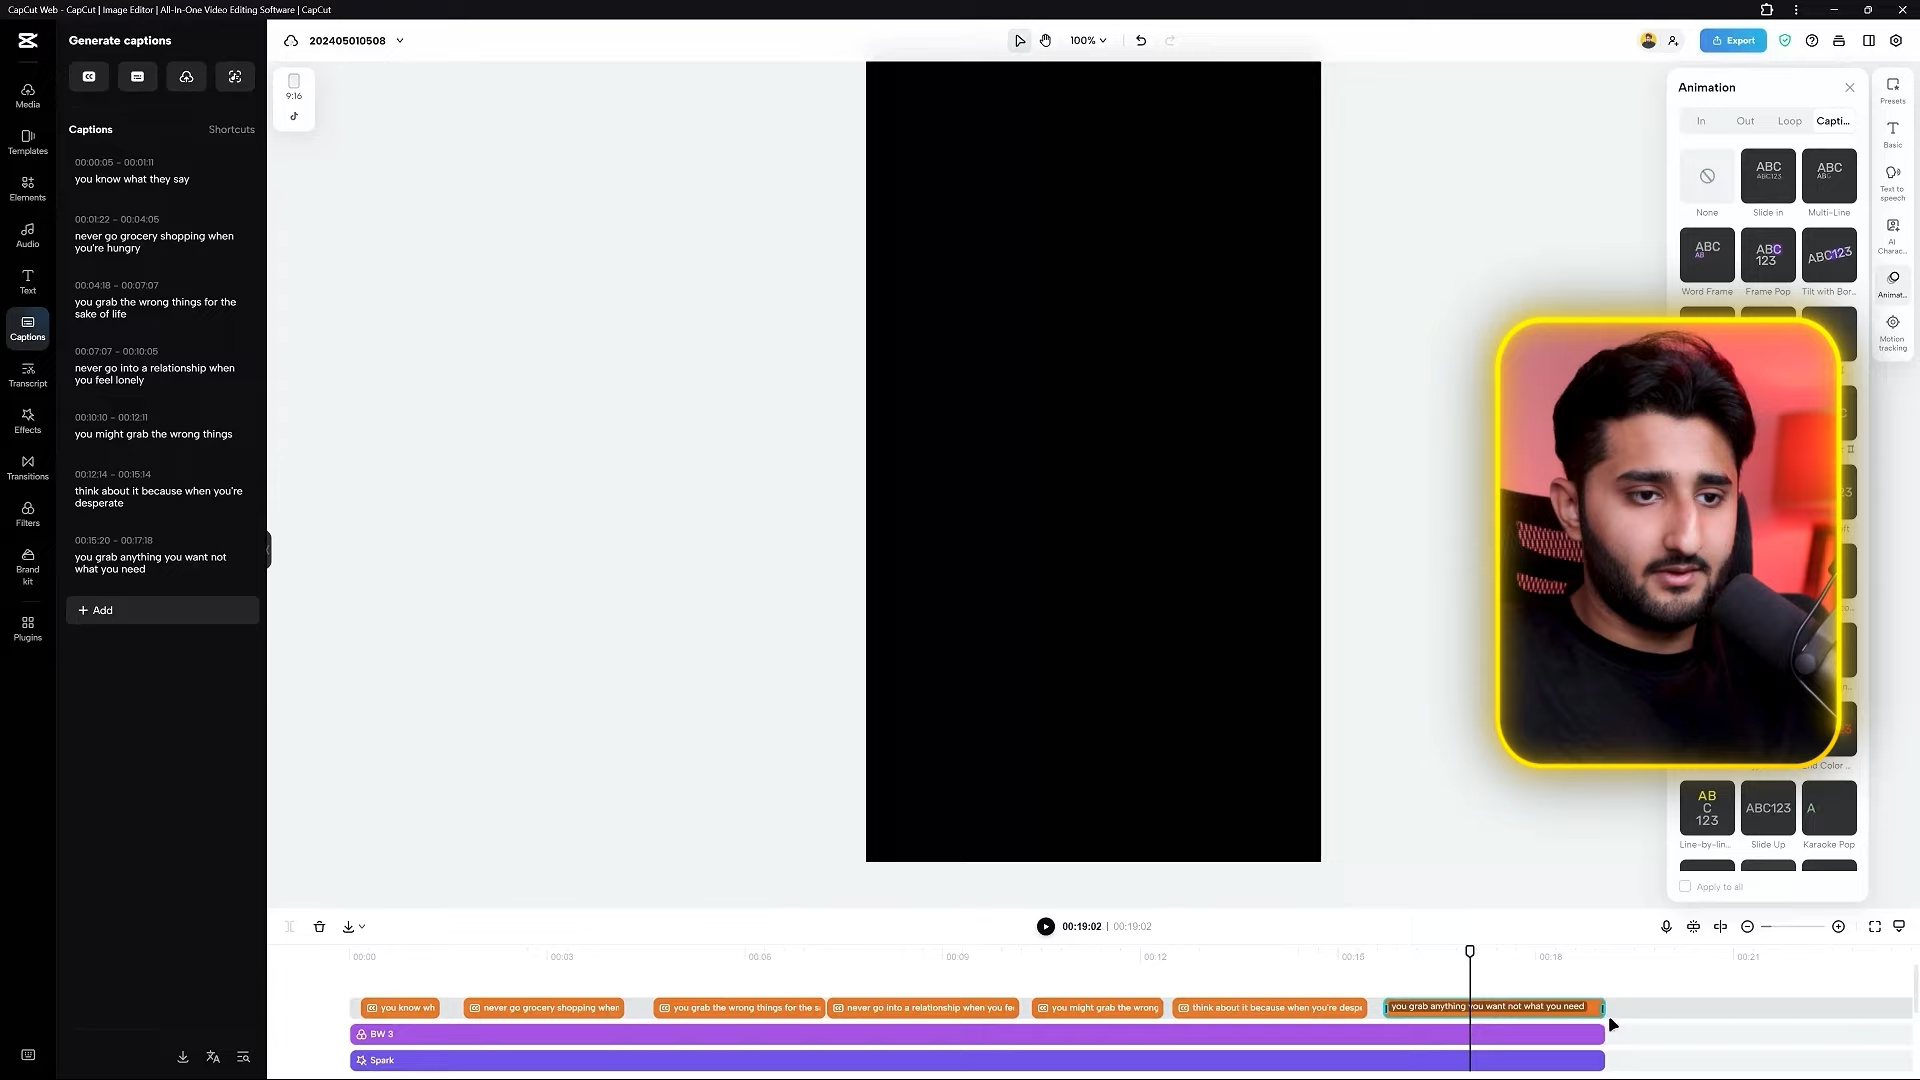 CapCut Web - CapCut | Image Editor | All-In-One Video Editing Software | CapCut
Generate captions
202405010508
100%
Export
9:16
Media
Templates
Elements
Audio
Text
Captions
Transcript
Effects
Transitions
Filters
Brand
kit
Plugins
Captions
Shortcuts
00:00:05 – 00:01:11
you know what they say
00:01:22 – 00:04:05
never go grocery shopping when
you're hungry
00:04:18 – 00:07:07
you grab the wrong things for the
sake of life
00:07:07 – 00:10:05
never go into a relationship when
you feel lonely
00:10:10 – 00:12:11
you might grab the wrong things
00:12:14 – 00:15:14
think about it because when you're
desperate
00:15:20 – 00:17:18
you grab anything you want not
what you need
+ Add
Animation
In
Out
Loop
Capti...
ABC
ABC123
ABC
AB
None
Slide in
Multi-Line
ABC
AB
ABC
123
ABC123
Word Frame
Frame Pop
Tilt with Bor...
nd Color ...
AB
C
123
ABC123
A
Line-by-lin...
Slide Up
Karaoke Pop
Apply to all
Presets
Basic
Text to
speech
AI
Charac...
Animat...
Motion
tracking
00:19:02 | 00:19:02
00:00
00:03
00:06
00:09
00:12
00:15
00:18
00:21
you know wh
never go grocery shopping when
you grab the wrong things for the s
never go into a relationship when you fe
you might grab the wrong
think about it because when you're despe
you grab anything you want not what you need
BW 3
Spark